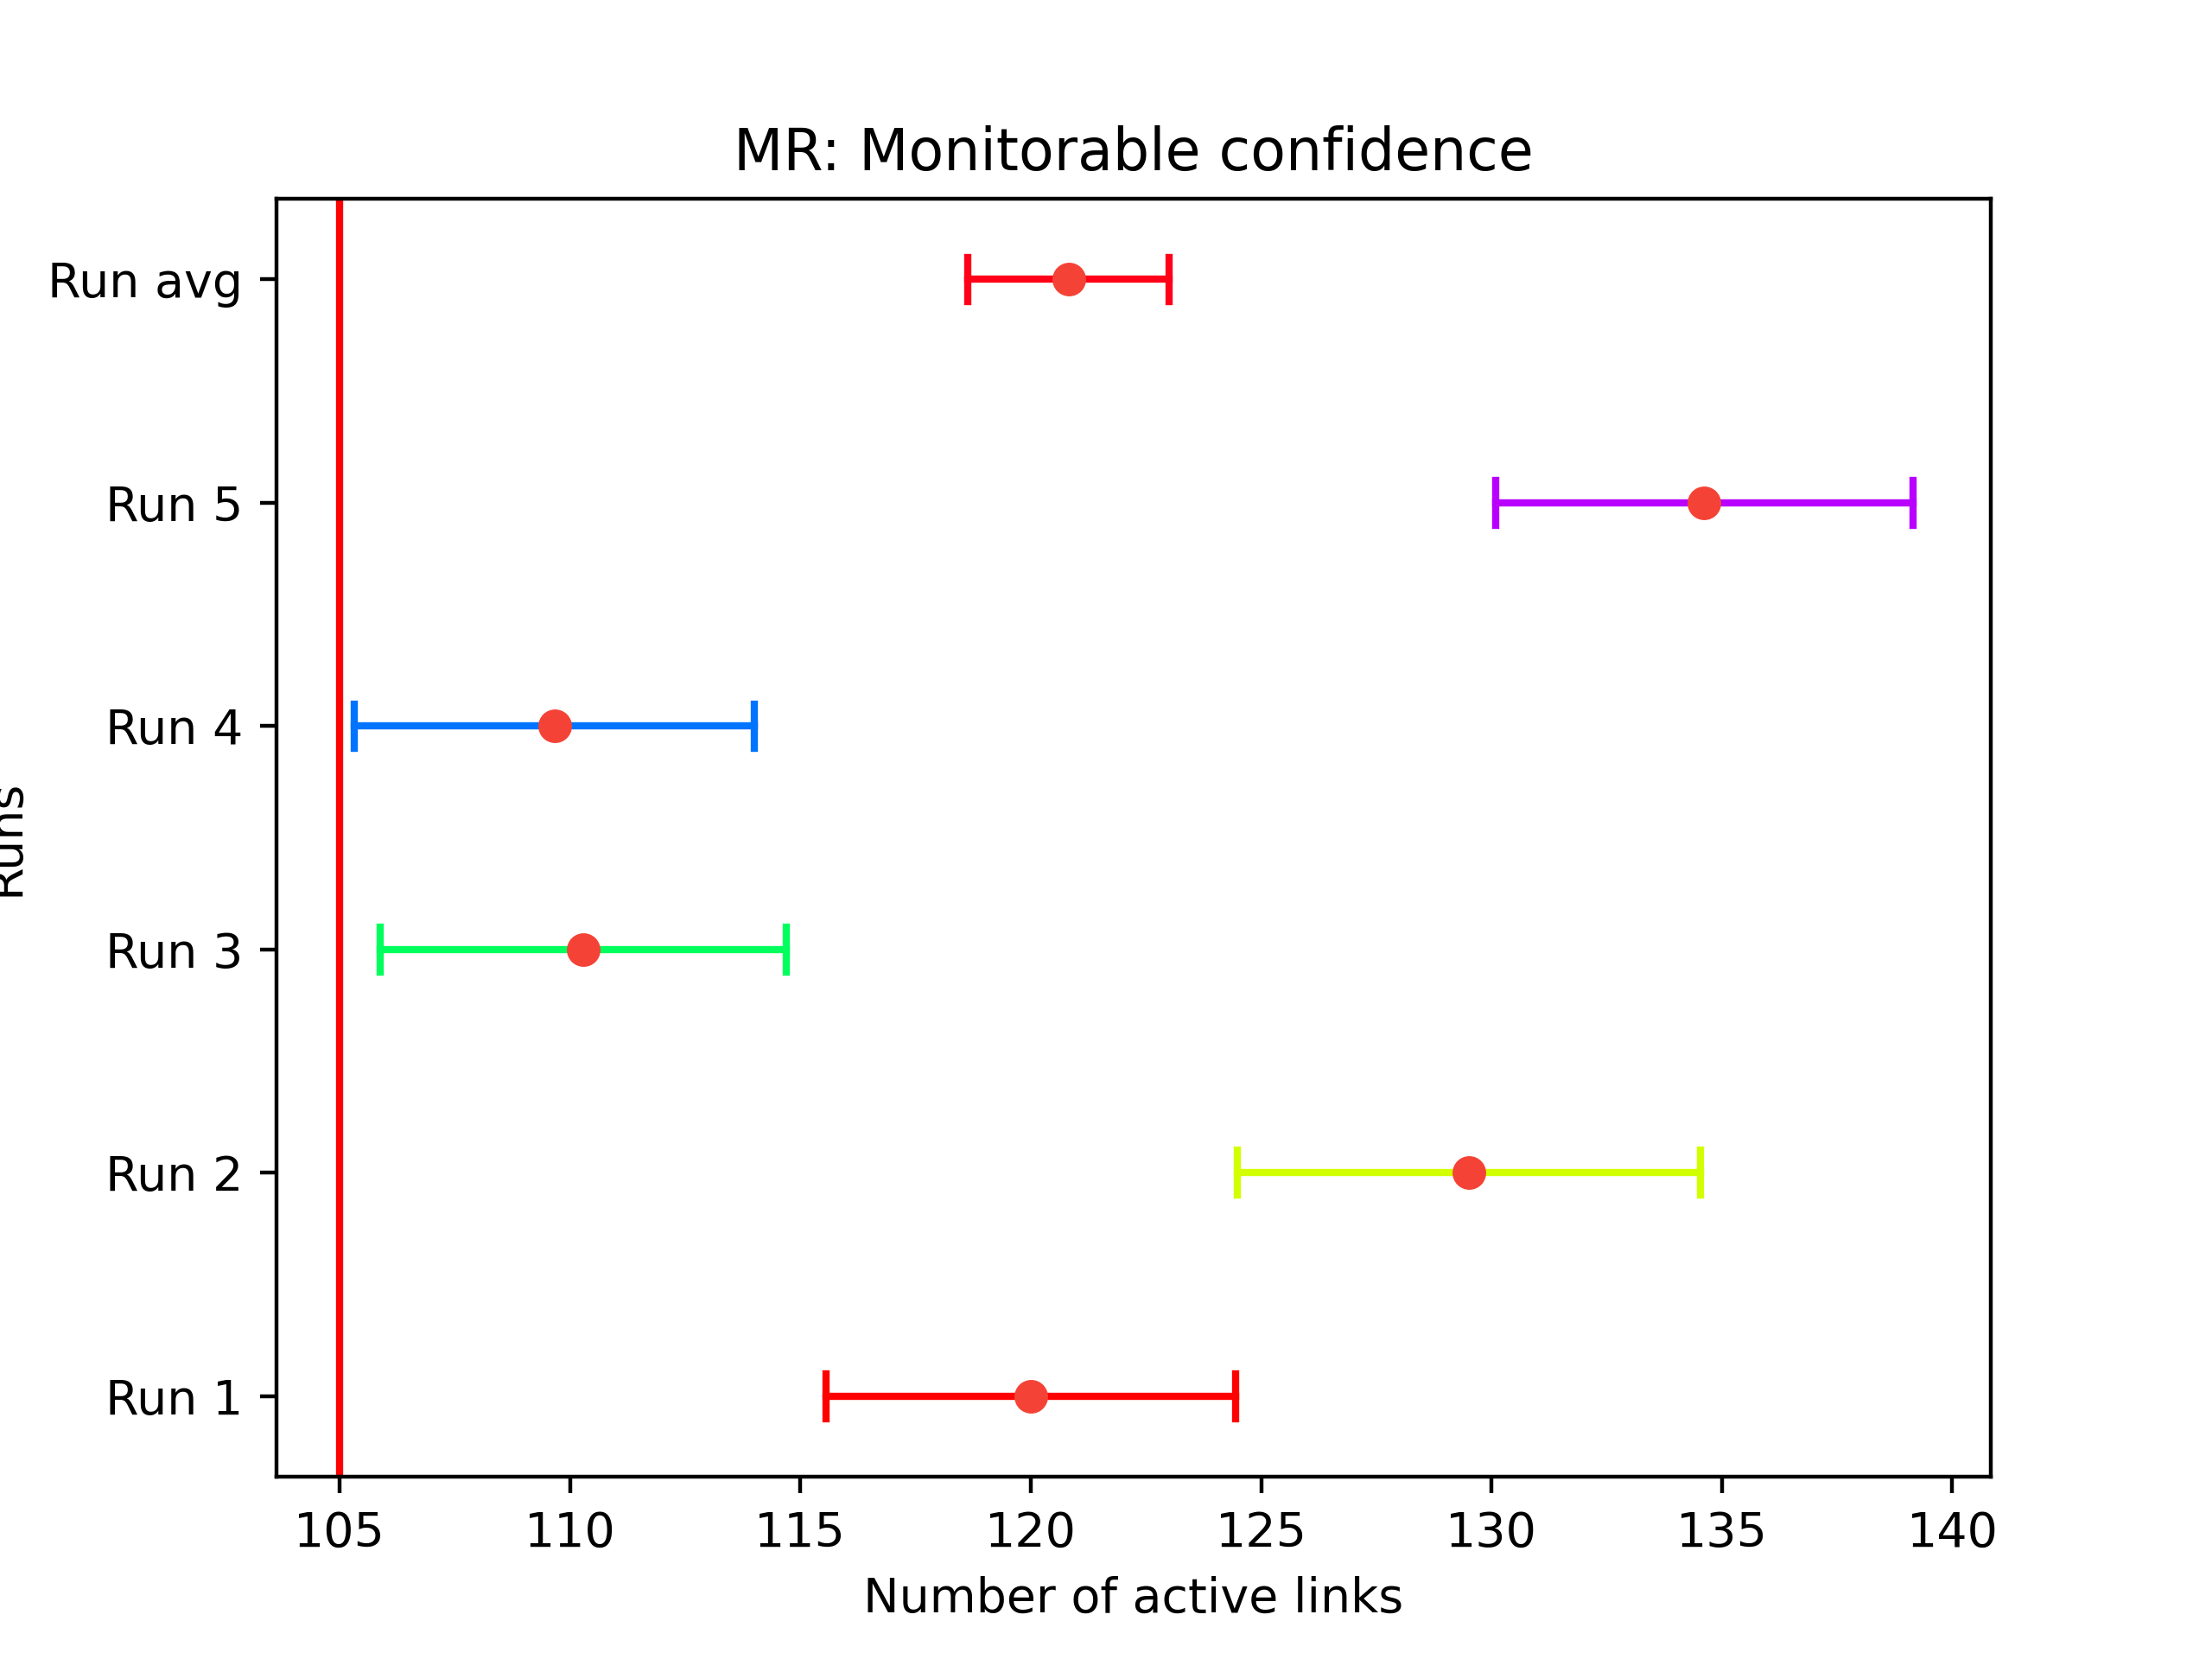 MR: Monitorable confidence
Run avg
Run 5
Run 4
Runs
Run 3
Run 2
Run 1
105 110 115 120 125 130 135 140
Number of active links